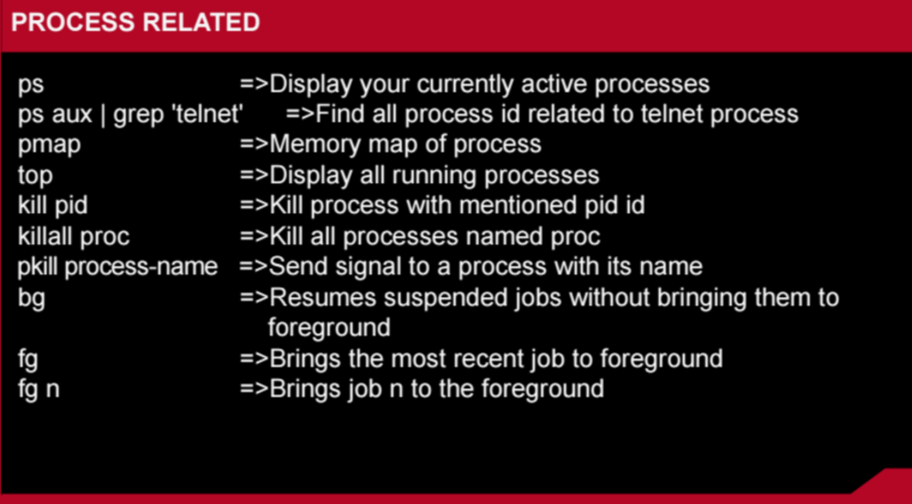 PROCESS RELATED
ps =>Display your currently active processes
ps aux | grep 'telnet' =>Find all process id related to telnet process
pmap =>Memory map of process
top =>Display all running processes
kill pid =>Kill process with mentioned pid id
killall proc =>Kill all processes named proc
pkill process-name =>Send signal to a process with its name
bg =>Resumes suspended jobs without bringing them to
foreground
fg =>Brings the most recent job to foreground
fg n =>Brings job n to the foreground